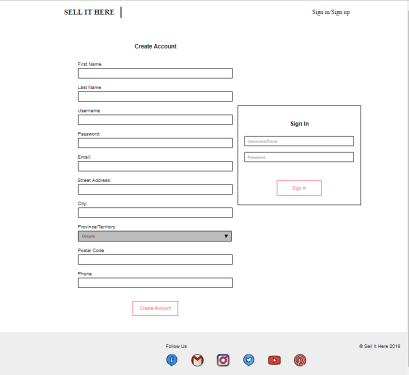 SELL IT HERE
Sign in/Sign up
Create Account
First Name
Last Name
Username
Password:
Email:
Street Address:
City:
Province/Territory
Ontario
Postal Code
Phone
Create Account
Sign In
Username/Email
Password
Sign In
Follow Us
© Sell It Here 2018